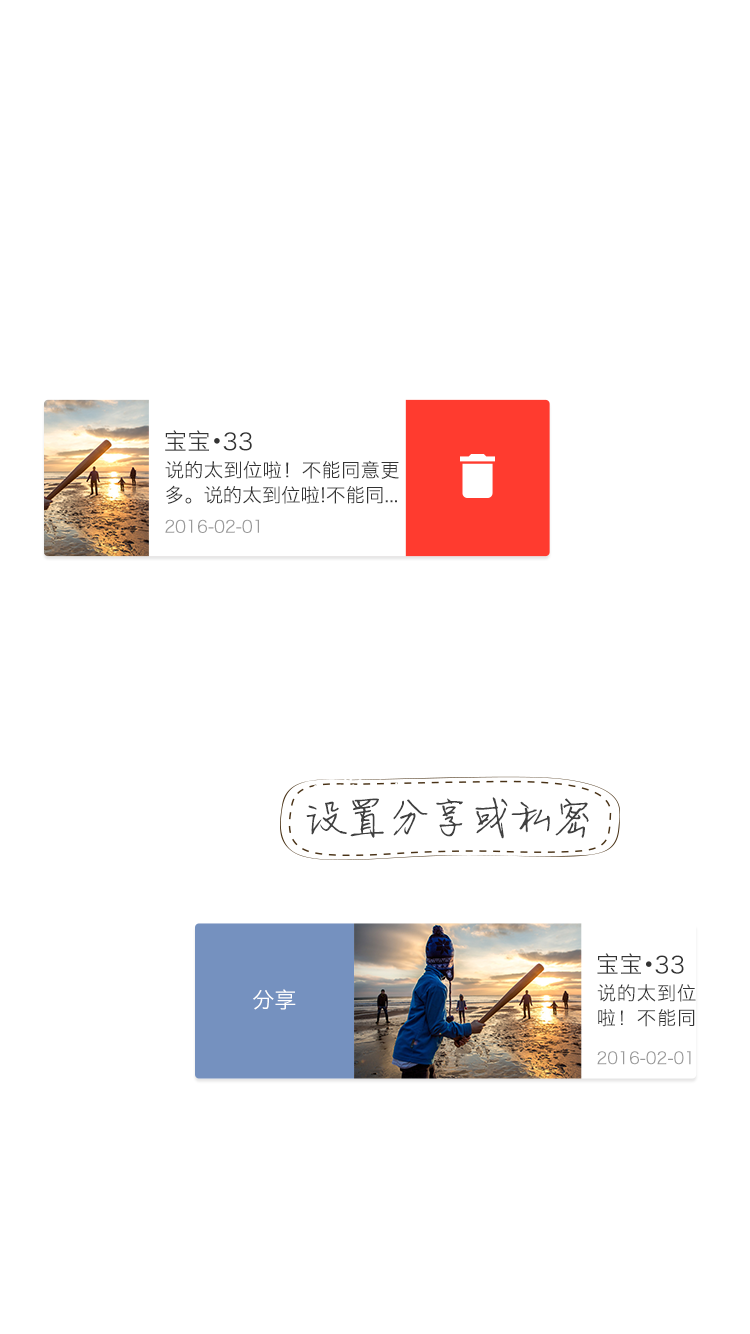 宝宝•33
说的太到位啦！不能同意更
多。说的太到位啦!不能同...
2016-02-01
设置分享或私密
分享
宝宝•33
说的太到位
啦！不能同
2016-02-01